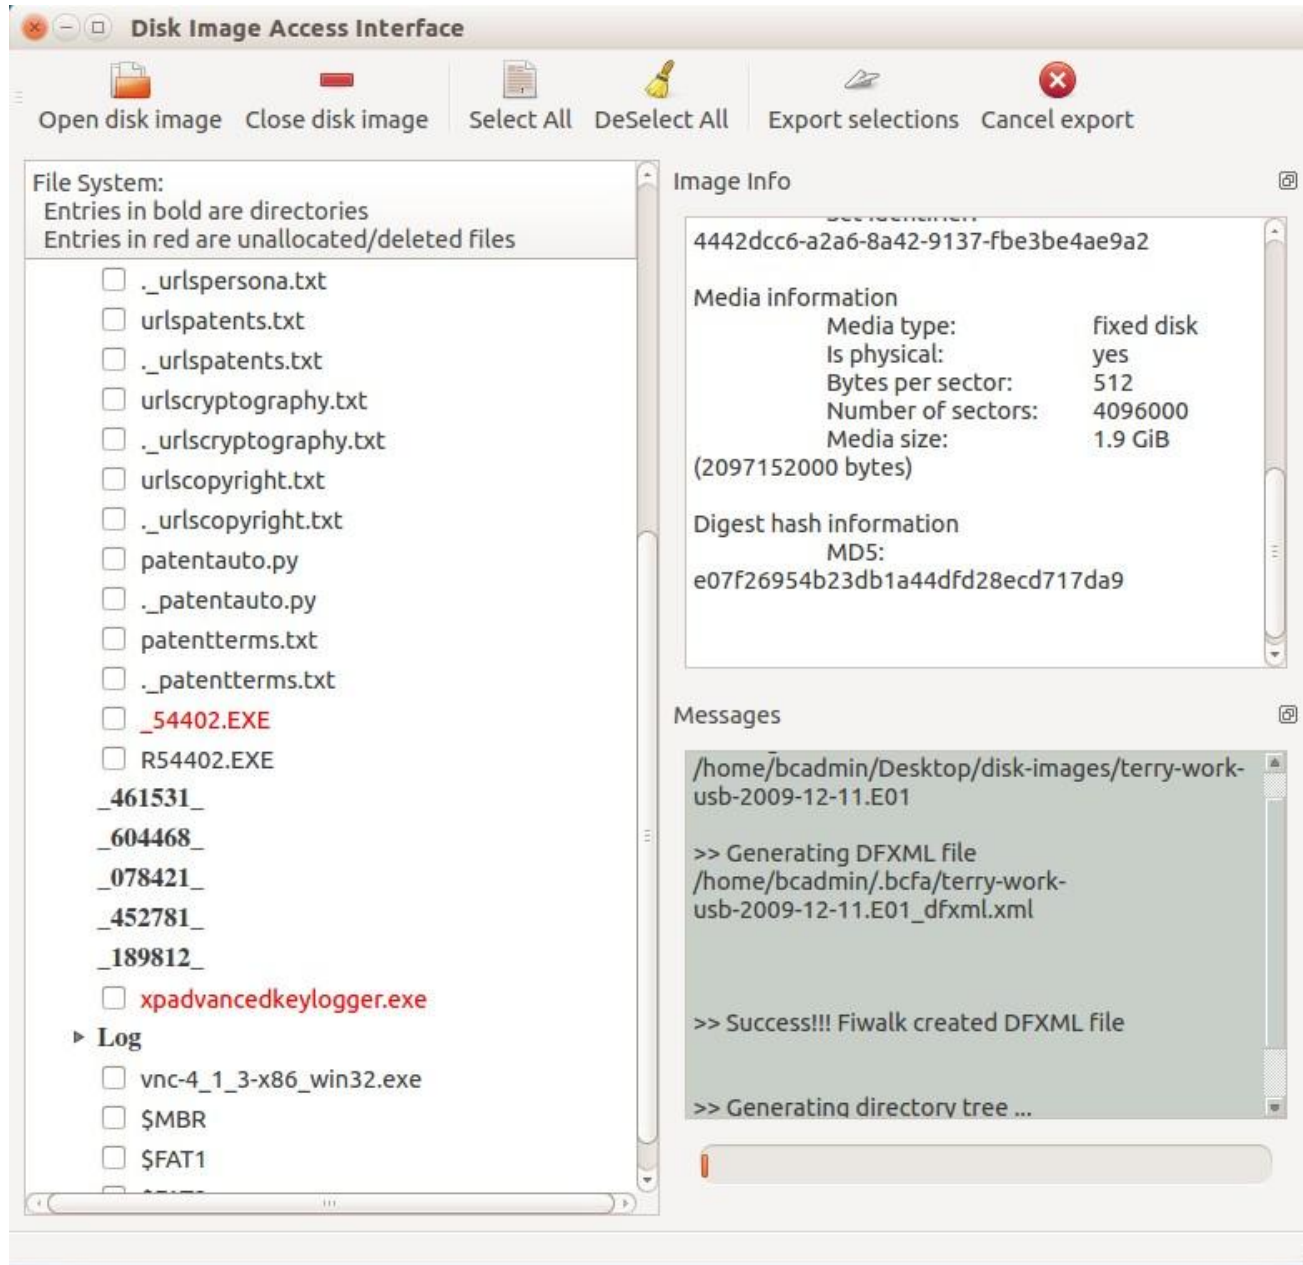 Disk Image Access Interface
Open disk image Close disk image Select All DeSelect All Export selections Cancel export
File System:
Entries in bold are directories
Entries in red are unallocated/deleted files
._urlspersona.txt
urlspatents.txt
._urlspatents.txt
urlscryptography.txt
._urlscryptography.txt
urlscopyright.txt
._urlscopyright.txt
patentauto.py
._patentauto.py
patentterms.txt
._patentterms.txt
_54402.EXE
R54402.EXE
_461531_
_604468_
_078421_
_452781_
_189812_
xpadvancedkeylogger.exe
Log
vnc-4_1_3-x86_win32.exe
$MBR
$FAT1
Image Info
4442dcc6-a2a6-8a42-9137-fbe3be4ae9a2
Media information
Media type: fixed disk
Is physical: yes
Bytes per sector: 512
Number of sectors: 4096000
Media size: 1.9 GiB
(2097152000 bytes)
Digest hash information
MD5:
e07f26954b23db1a44dfd28ecd717da9
Messages
/home/bcadmin/Desktop/disk-images/terry-work-
usb-2009-12-11.E01
>> Generating DFXML file
/home/bcadmin/.bcfa/terry-work-
usb-2009-12-11.E01_dfxml.xml
>> Success!!! Fiwalk created DFXML file
>> Generating directory tree ...